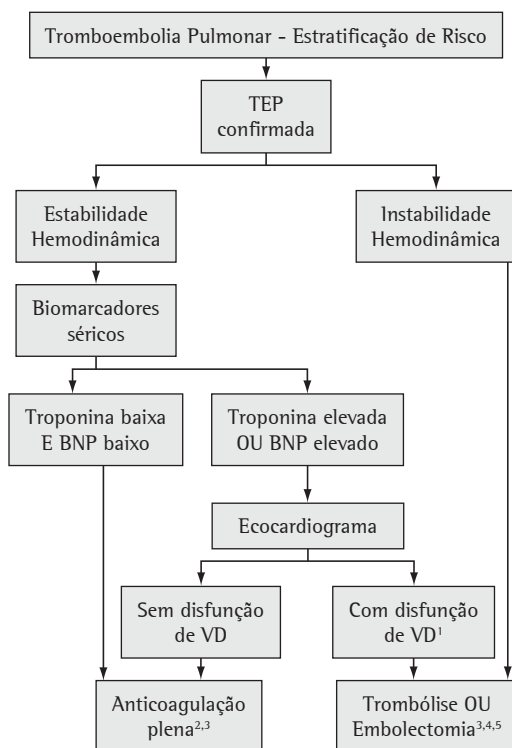 Tromboembolia Pulmonar - Estratificação de Risco
TEP
confirmada
Estabilidade
Hemodinâmica
Instabilidade
Hemodinâmica
Biomarcadores
séricos
Troponina baixa
E BNP baixo
Troponina elevada
OU BNP elevado
Ecocardiograma
Sem disfunção
de VD
Com disfunção
de VD¹
Anticoagulação
plena²,³
Trombólise OU
Embolectomia³,⁴,⁵